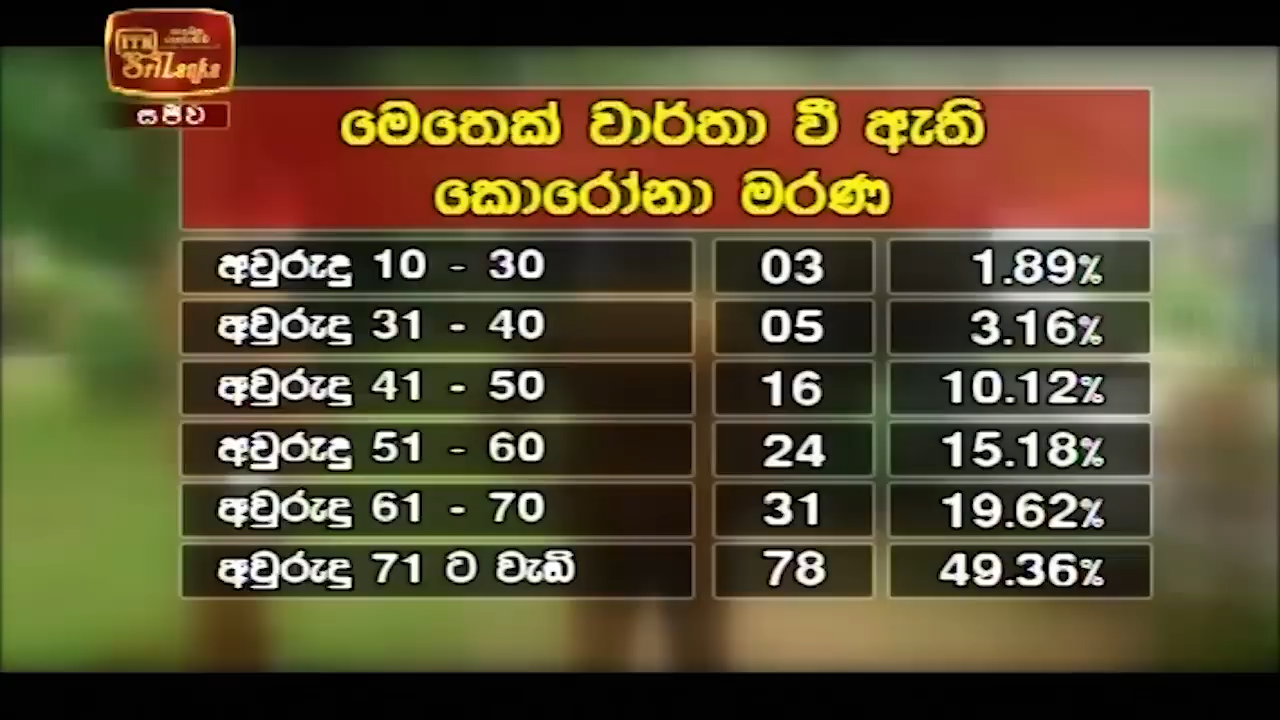 ITN
SriLanka
සජීව
මෙතෙක් වාර්තා වී ඇති
කොරෝනා මරණ
අවුරුදු 10 - 30 03 1.89%
අවුරුදු 31 - 40 05 3.16%
අවුරුදු 41 - 50 16 10.12%
අවුරුදු 51 - 60 24 15.18%
අවුරුදු 61 - 70 31 19.62%
අවුරුදු 71 ට වැඩි 78 49.36%